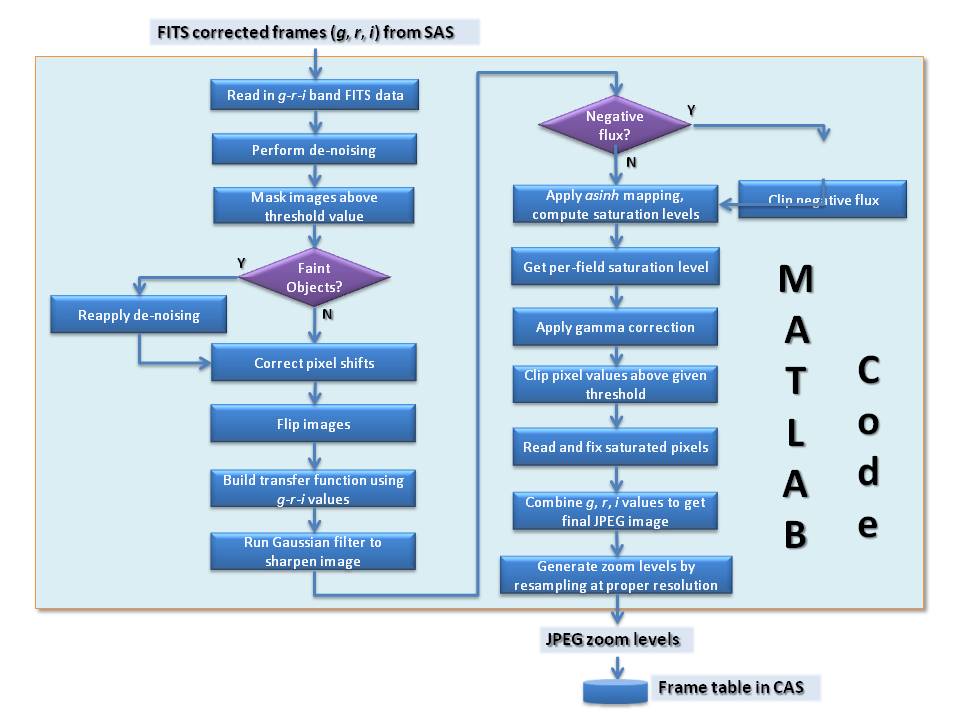 FITS corrected frames (g, r, i) from SAS
Read in g-r-i band FITS data
Perform de-noising
Mask images above
threshold value
Faint
Objects?
Y
N
Reapply de-noising
Correct pixel shifts
Flip images
Build transfer function using
g-r-i values
Run Gaussian filter to
sharpen image
Negative
flux?
Y
N
Clip negative flux
Apply asinh mapping,
compute saturation levels
Get per-field saturation level
Apply gamma correction
Clip pixel values above given
threshold
Read and fix saturated pixels
Combine g, r, i values to get
final JPEG image
Generate zoom levels by
resampling at proper resolution
MATLAB
Code
JPEG zoom levels
Frame table in CAS